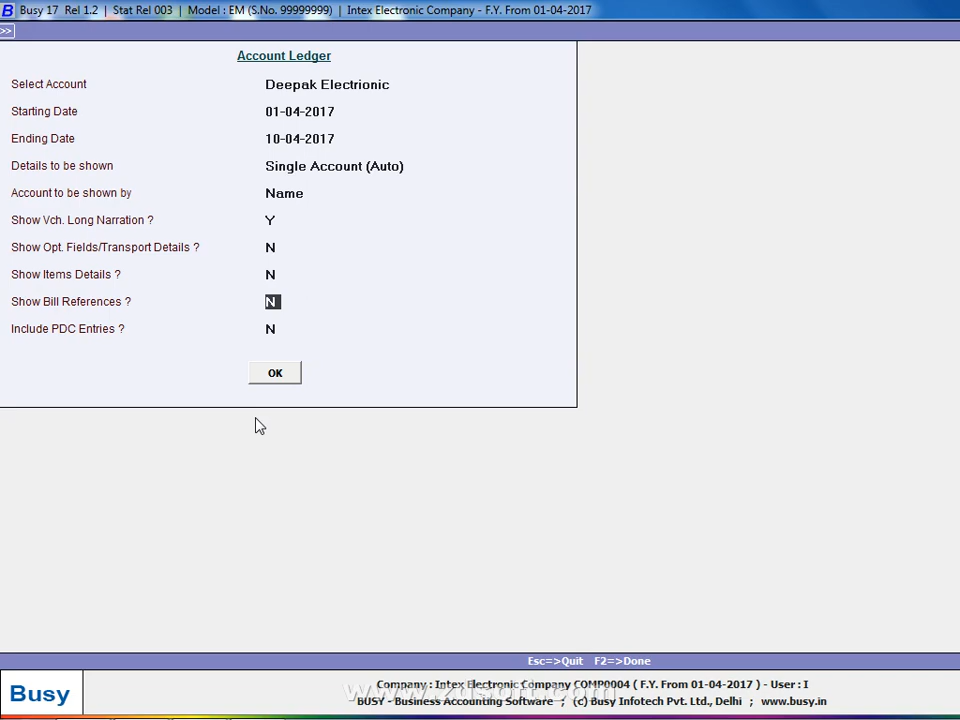 B Busy 17 Rel 1.2 | Stat Rel 003 | Model : EM (S.No. 99999999) | Intex Electronic Company - F.Y. From 01-04-2017
>>
Account Ledger
Select Account Deepak Electrionic
Starting Date 01-04-2017
Ending Date 10-04-2017
Details to be shown Single Account (Auto)
Account to be shown by Name
Show Vch. Long Narration ? Y
Show Opt. Fields/Transport Details ? N
Show Items Details ? N
Show Bill References ? N
Include PDC Entries ? N
OK
Esc=>Quit F2=>Done
Busy
Company : Intex Electronic Company COMP0004 ( F.Y. From 01-04-2017 ) - User : I
www.zdsoft.com
BUSY - Business Accounting Software ; (c) Busy Infotech Pvt. Ltd., Delhi ; www.busy.in